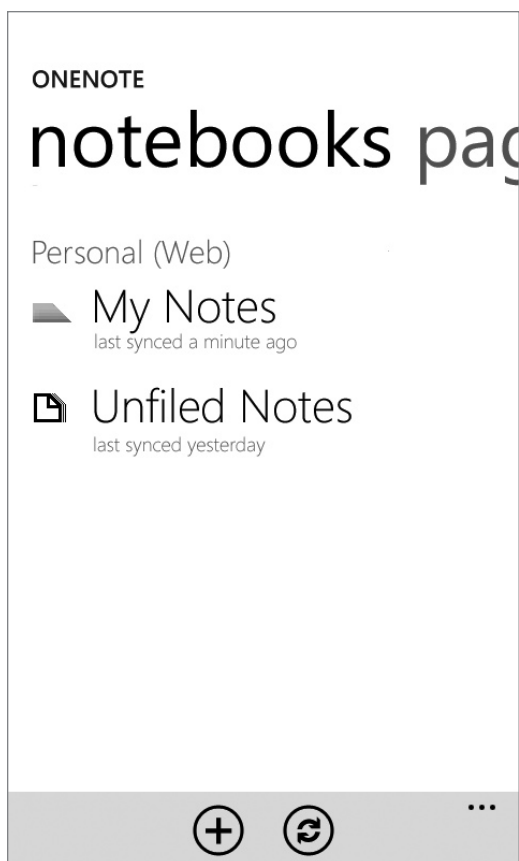 ONENOTE
notebooks pag
Personal (Web)
My Notes
last synced a minute ago
Unfiled Notes
last synced yesterday
...